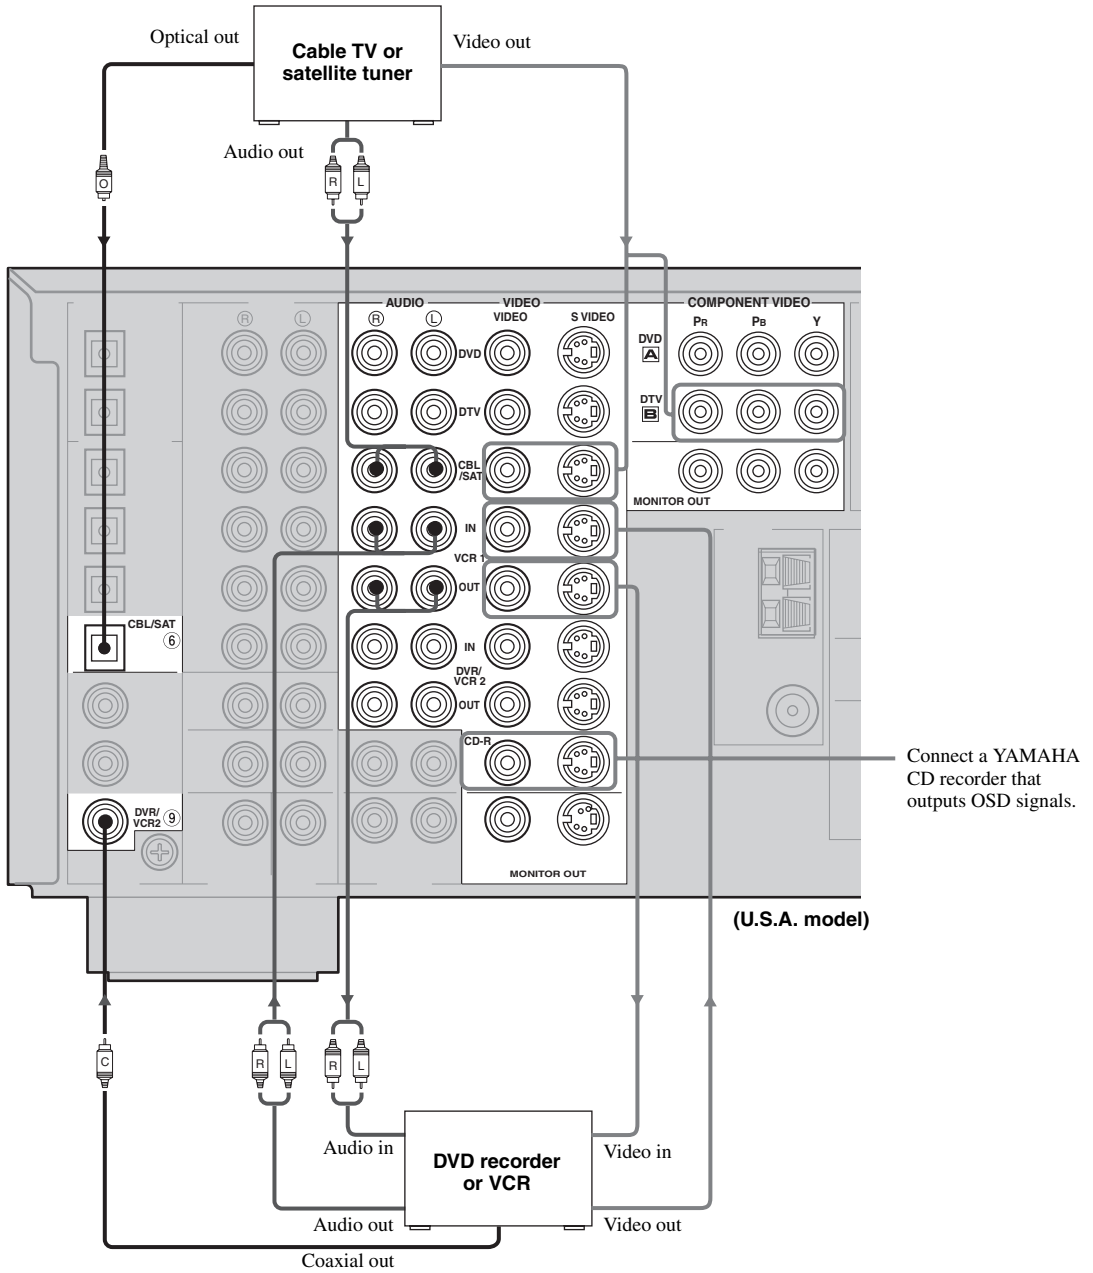 Optical out
Cable TV or
satellite tuner
Video out
Audio out
O
R L
AUDIO
VIDEO
COMPONENT VIDEO
R L
R L
VIDEO
S VIDEO
PR PB Y
DVD
DVD
A
DTV
DTV
B
CBL
/SAT
MONITOR OUT
IN
VCR 1
OUT
CBL/SAT
6
IN
DVR/
VCR 2
OUT
CD-R
Connect a YAMAHA
CD recorder that
outputs OSD signals.
DVR/
VCR2
9
MONITOR OUT
(U.S.A. model)
C
R L
R L
Audio in
DVD recorder
or VCR
Video in
Audio out
Video out
Coaxial out